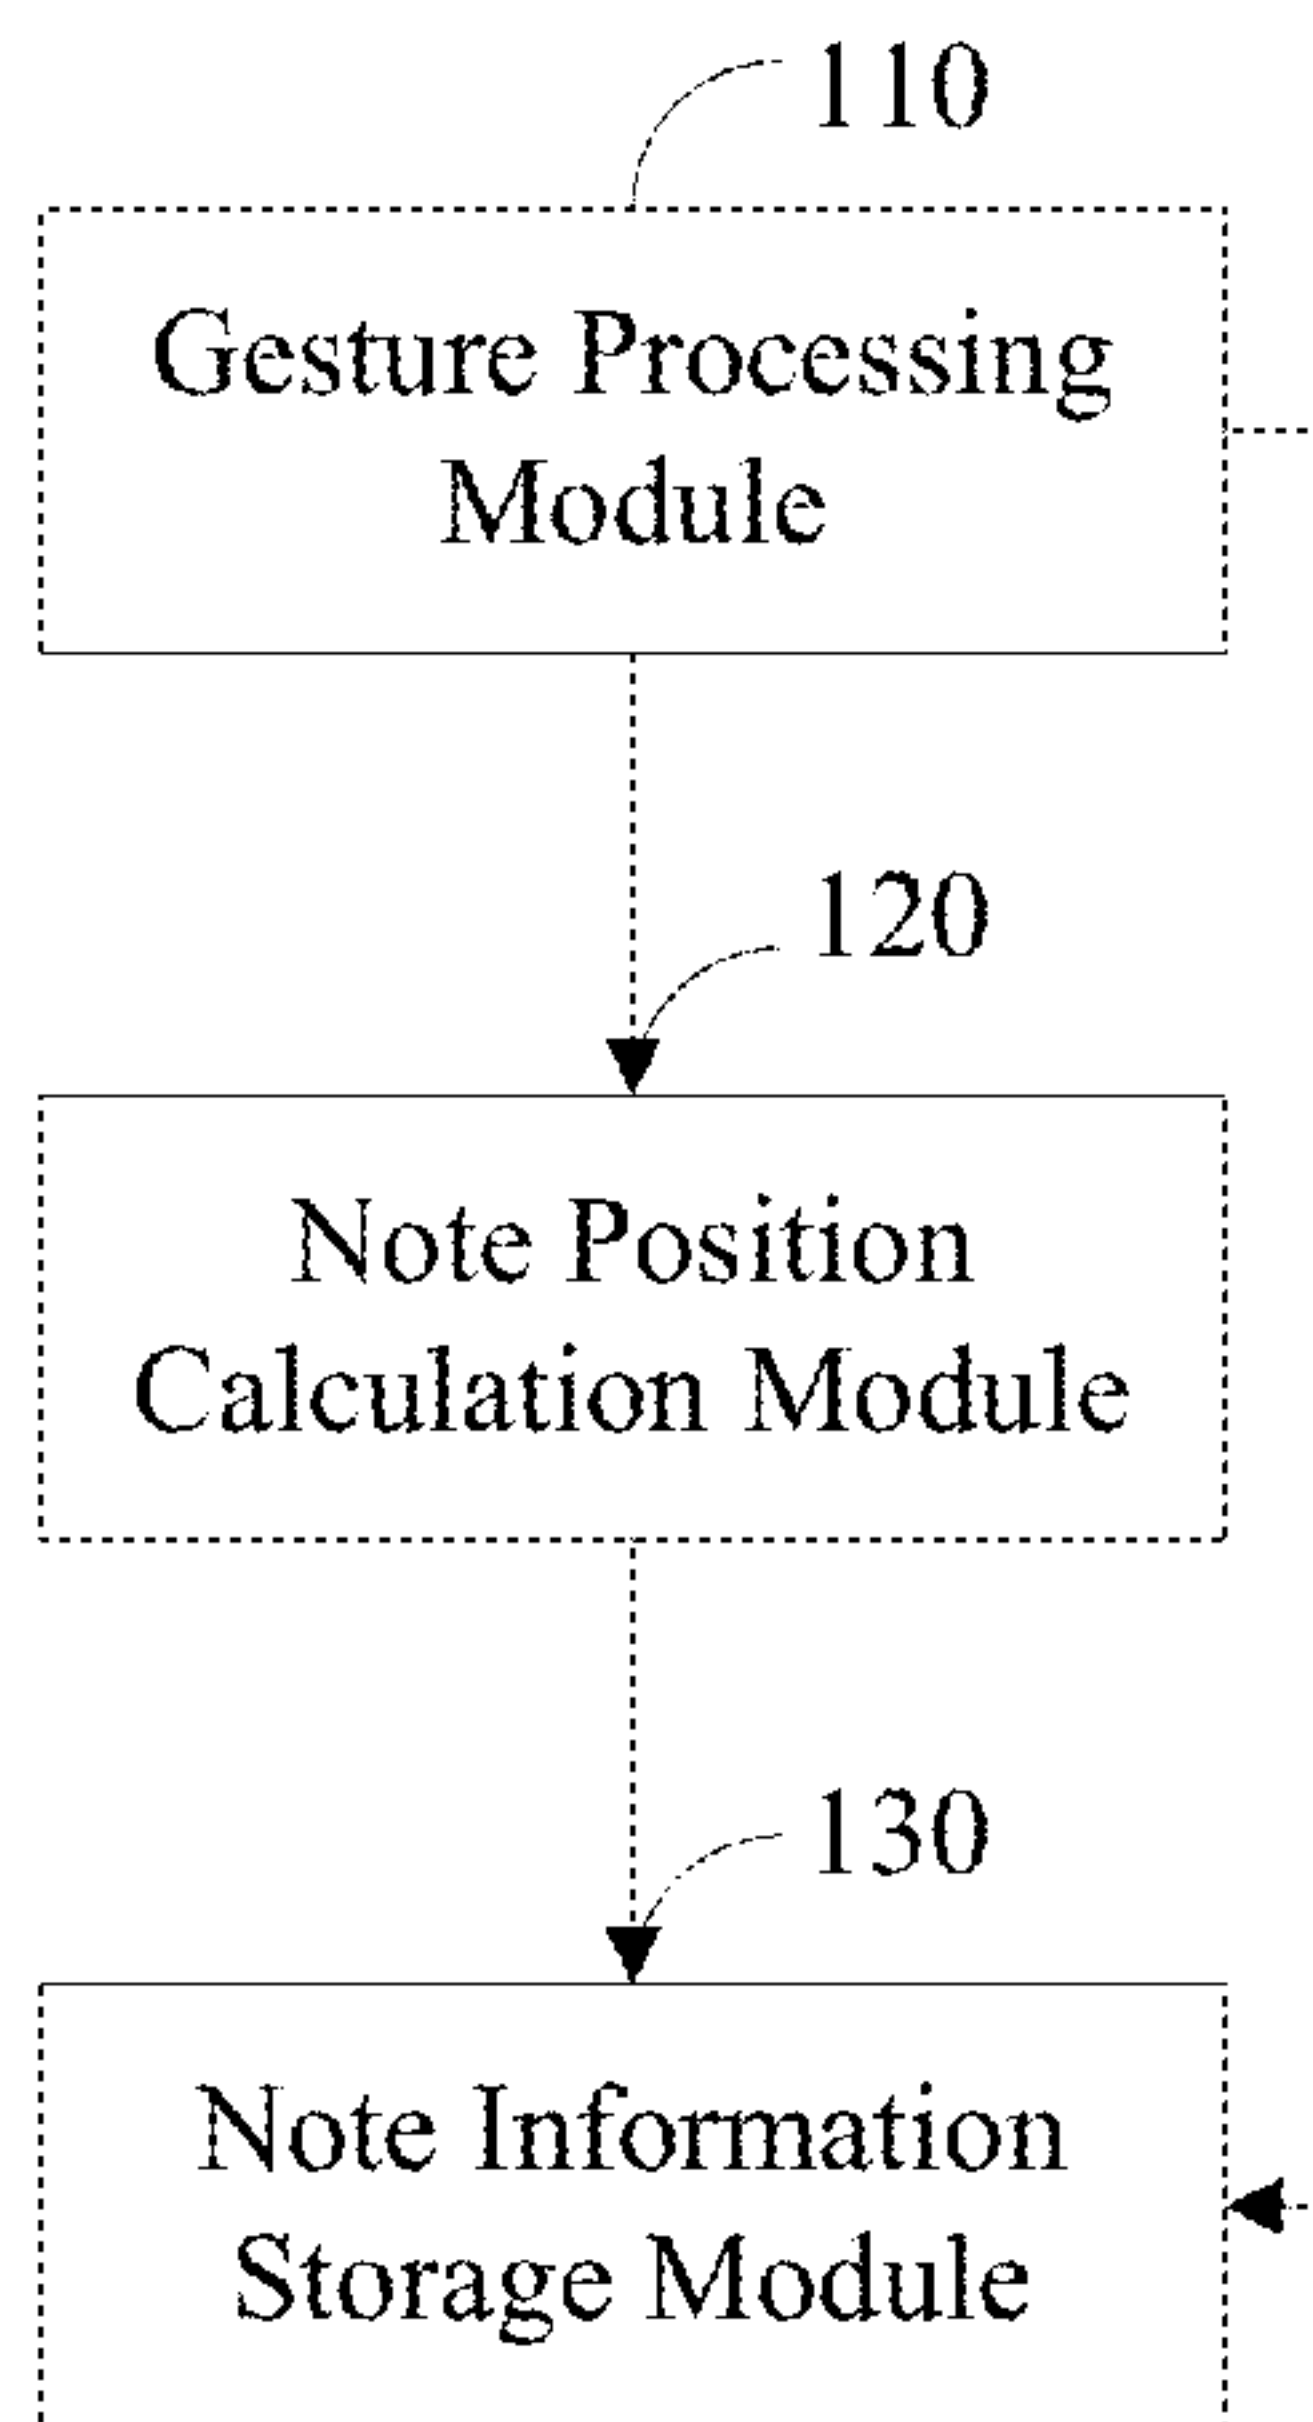 110
Gesture Processing
Module
120
Note Position
Calculation Module
130
Note Information
Storage Module